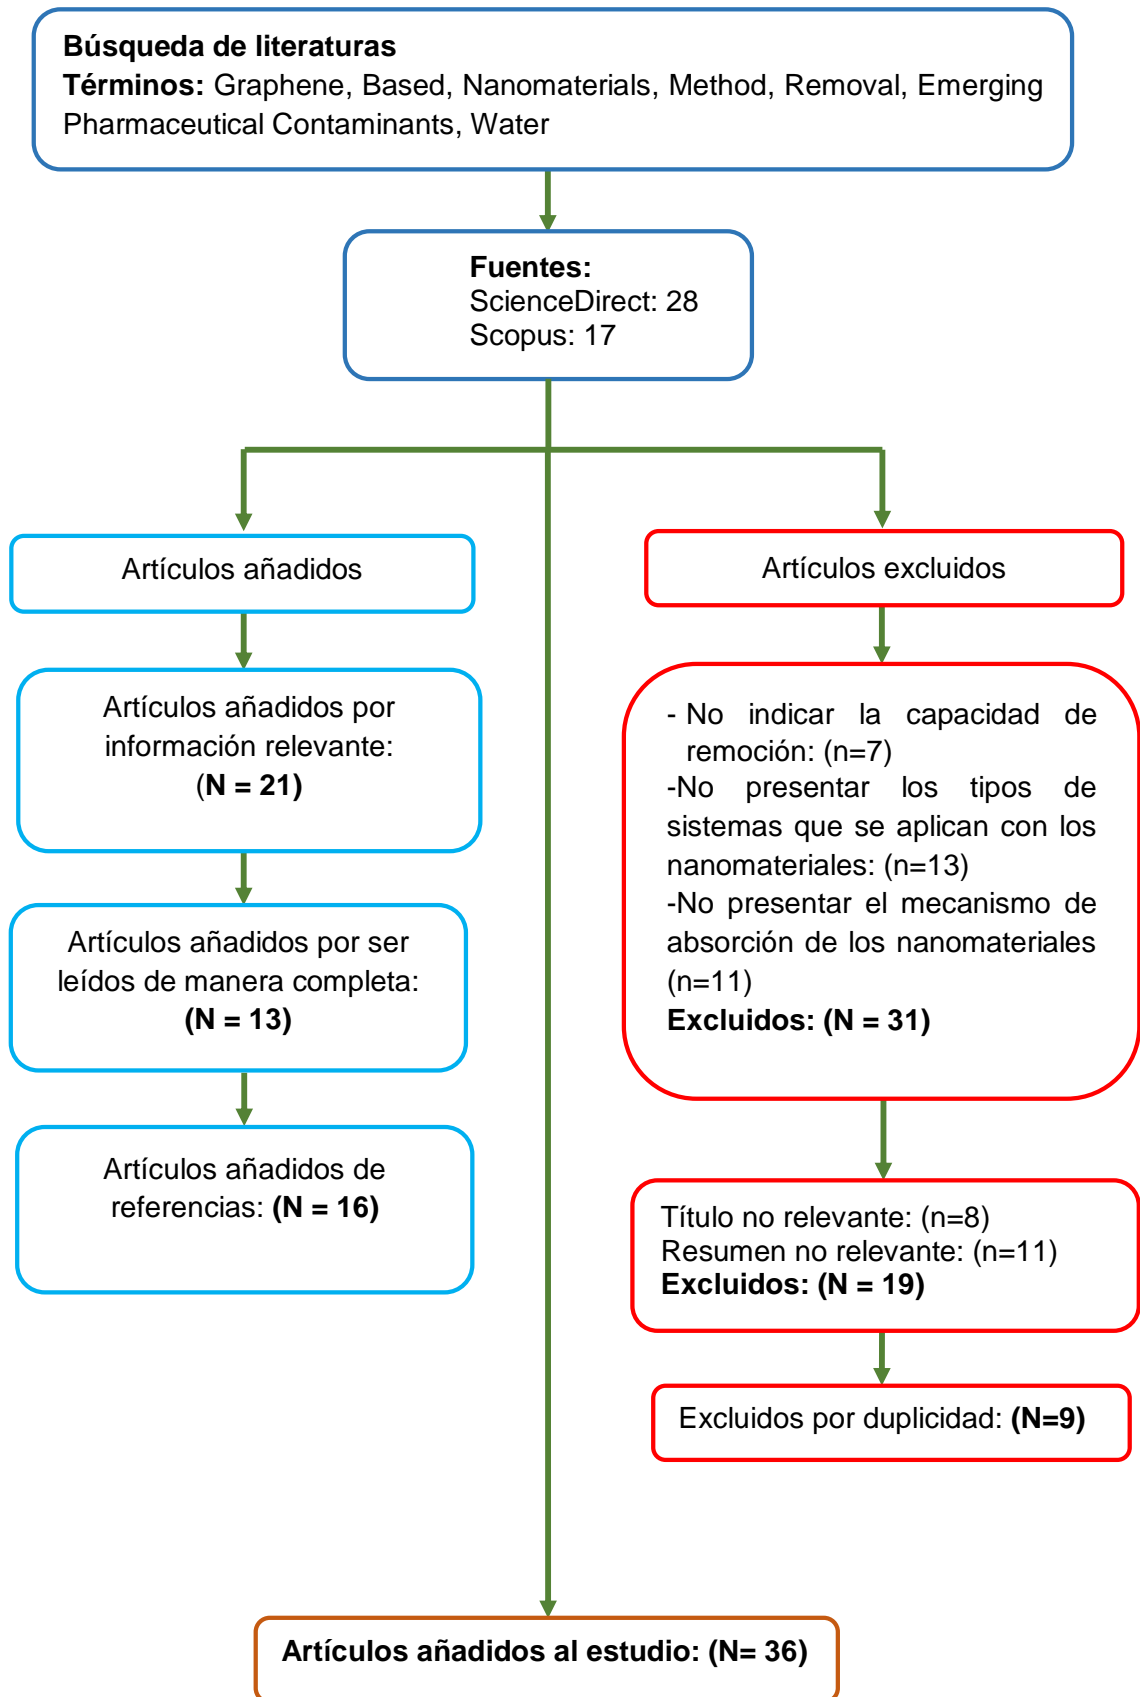 Búsqueda de literaturas
Términos: Graphene, Based, Nanomaterials, Method, Removal, Emerging
Pharmaceutical Contaminants, Water
Fuentes:
ScienceDirect: 28
Scopus: 17
Artículos añadidos
Artículos añadidos por
información relevante:
(N = 21)
Artículos añadidos por ser
leídos de manera completa:
(N = 13)
Artículos añadidos de
referencias: (N = 16)
Artículos excluidos
- No indicar la capacidad de
remoción: (n=7)
-No presentar los tipos de
sistemas que se aplican con los
nanomateriales: (n=13)
-No presentar el mecanismo de
absorción de los nanomateriales
(n=11)
Excluidos: (N = 31)
Título no relevante: (n=8)
Resumen no relevante: (n=11)
Excluidos: (N = 19)
Excluidos por duplicidad: (N=9)
Artículos añadidos al estudio: (N= 36)